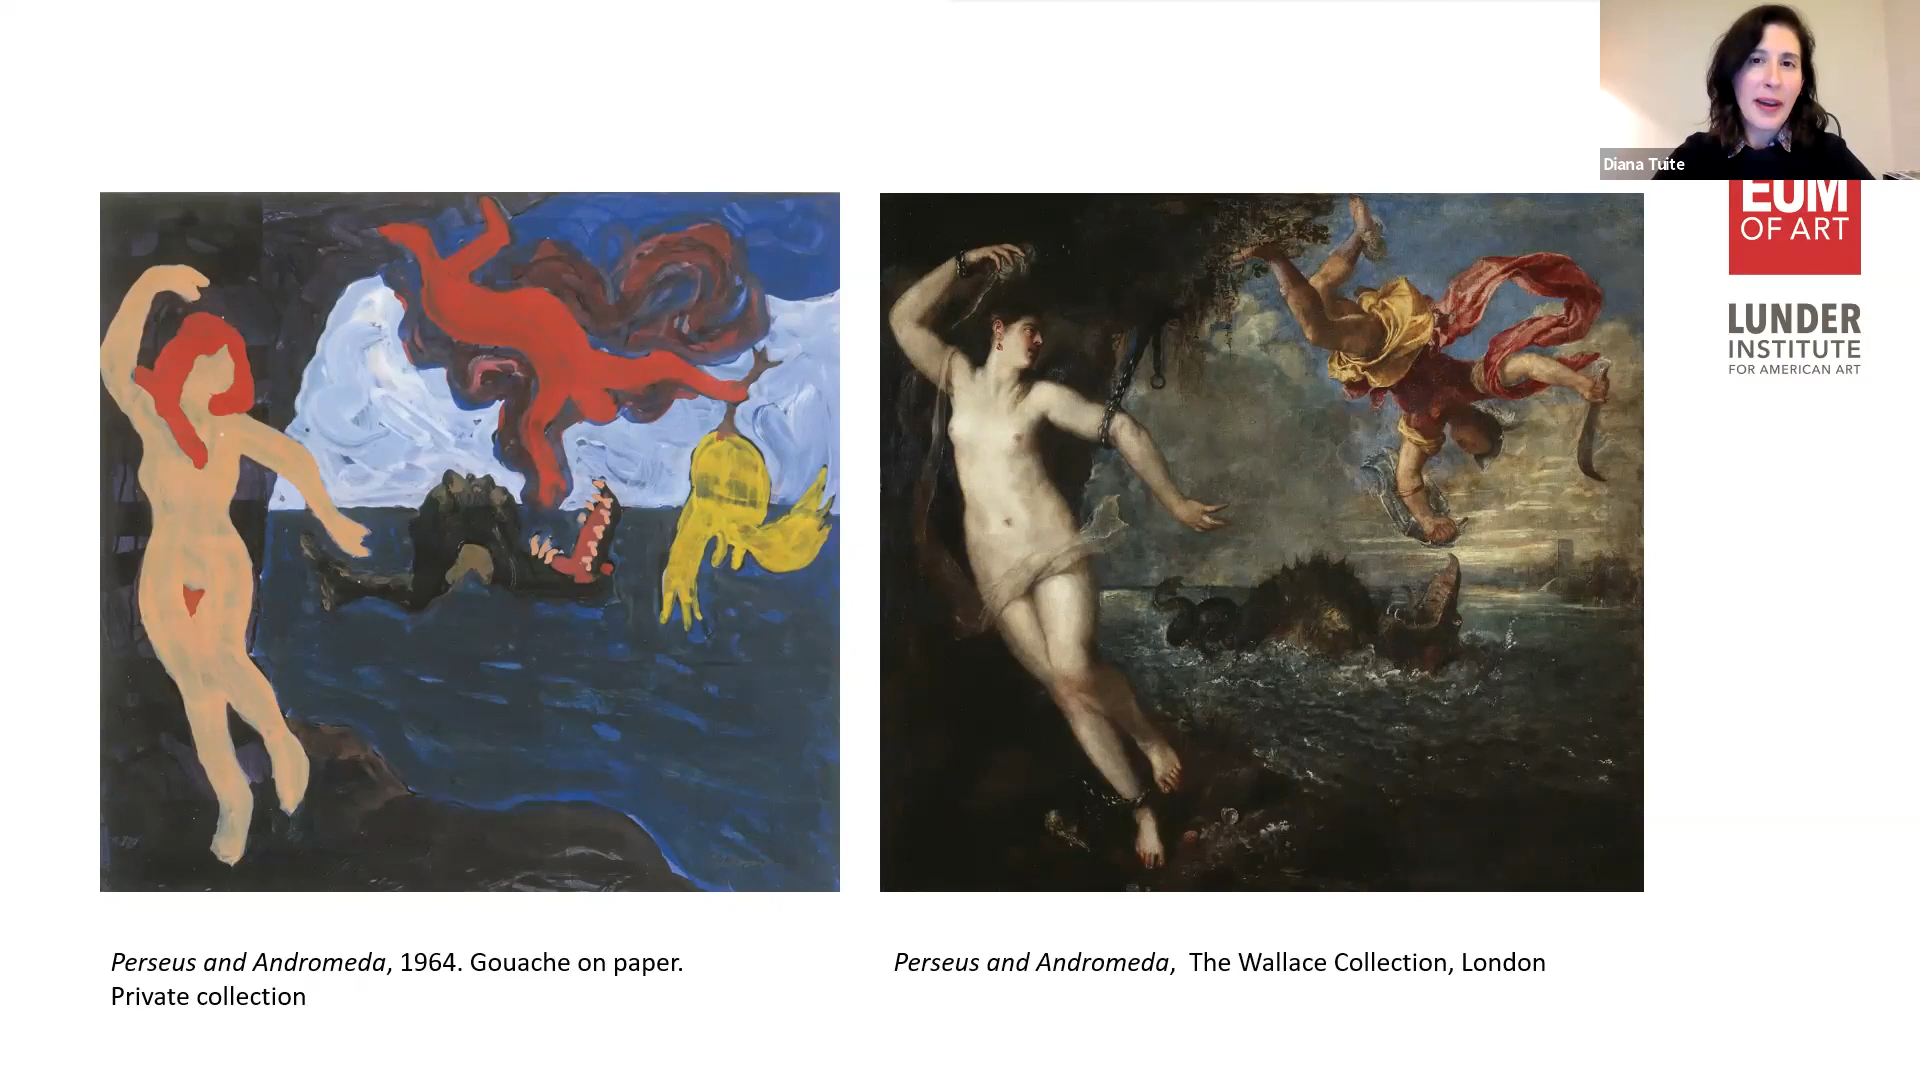 Diana Tuite
EUM
OF ART
LUNDER
INSTITUTE
FOR AMERICAN ART
Perseus and Andromeda, 1964. Gouache on paper.
Private collection
Perseus and Andromeda, The Wallace Collection, London